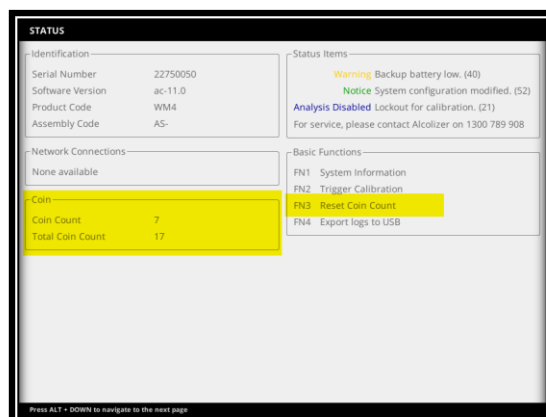 STATUS
Identification
Serial Number 22750050
Software Version ac-11.0
Product Code WM4
Assembly Code AS-
Network Connections
None available
Coin
Coin Count 7
Total Coin Count 17
Status Items
Warning Backup battery low. (40)
Notice System configuration modified. (52)
Analysis Disabled Lockout for calibration. (21)
For service, please contact Alcolizer on 1300 789 908
Basic Functions
FN1 System Information
FN2 Trigger Calibration
FN3 Reset Coin Count
FN4 Export logs to USB
Press ALT + DOWN to navigate to the next page